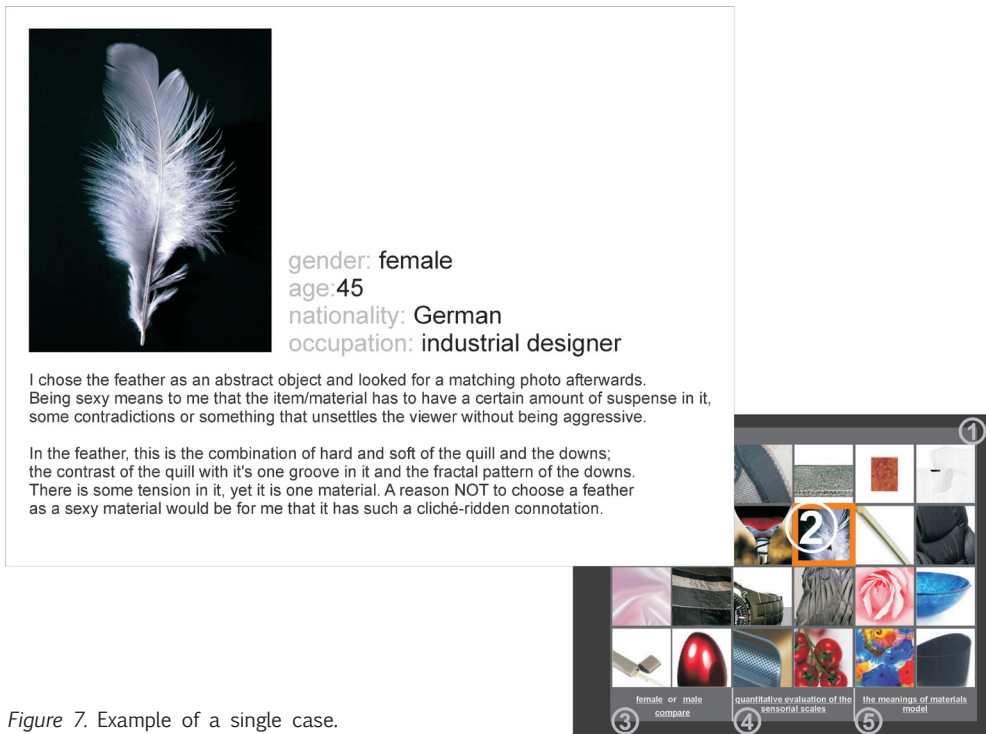 gender: female
age:45
nationality: German
occupation: industrial designer
I chose the feather as an abstract object and looked for a matching photo afterwards.
Being sexy means to me that the item/material has to have a certain amount of suspense in it,
some contradictions or something that unsettles the viewer without being aggressive.
In the feather, this is the combination of hard and soft of the quill and the downs;
the contrast of the quill with it's one groove in it and the fractal pattern of the downs.
There is some tension in it, yet it is one material. A reason NOT to choose a feather
as a sexy material would be for me that it has such a cliché-ridden connotation.
1
2
female or male
compare
3
quantitative evaluation of the
sensorial scales
4
the meanings of materials
model
5
Figure 7. Example of a single case.